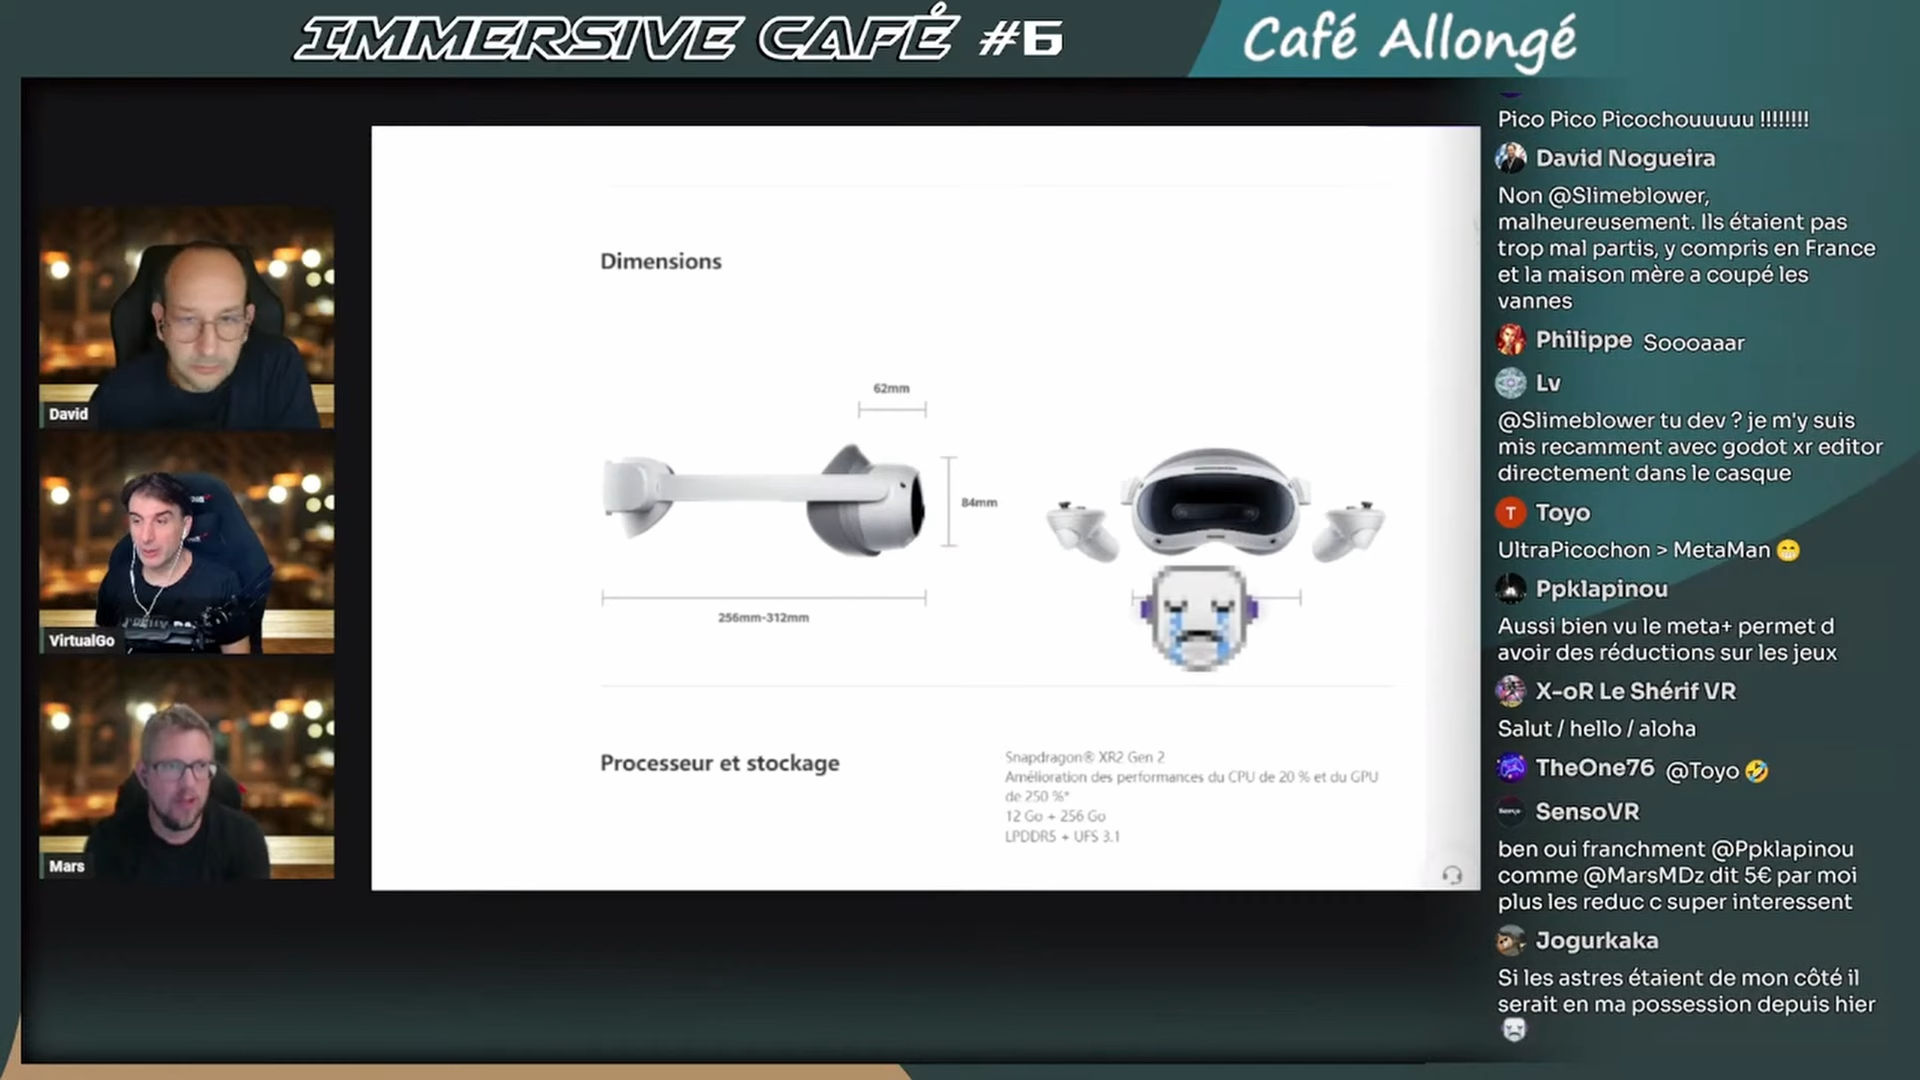 IMMERSIVE CAFÉ #6
Café Allongé
David
VirtualGo
Mars
Dimensions
62mm
84mm
256mm-312mm
Processeur et stockage
Snapdragon® XR2 Gen 2
Amélioration des performances du CPU de 20 % et du GPU
de 250 %*
12 Go + 256 Go
LPDDR5 + UFS 3.1
Pico Pico Picochouuuuu !!!!!!!!
David Nogueira
Non @Slimeblower,
malheureusement. Ils étaient pas
trop mal partis, y compris en France
et la maison mère a coupé les
vannes
Philippe Soooaaar
Lv
@Slimeblower tu dev ? je m'y suis
mis recamment avec godot xr editor
directement dans le casque
T Toyo
UltraPicochon > MetaMan 😁
Ppklapinou
Aussi bien vu le meta+ permet d
avoir des réductions sur les jeux
X-oR Le Shérif VR
Salut / hello / aloha
TheOne76 @Toyo 🤣
SensoVR
ben oui franchment @Ppklapinou
comme @MarsMDz dit 5€ par moi
plus les reduc c super interessent
Jogurkaka
Si les astres étaient de mon côté il
serait en ma possession depuis hier